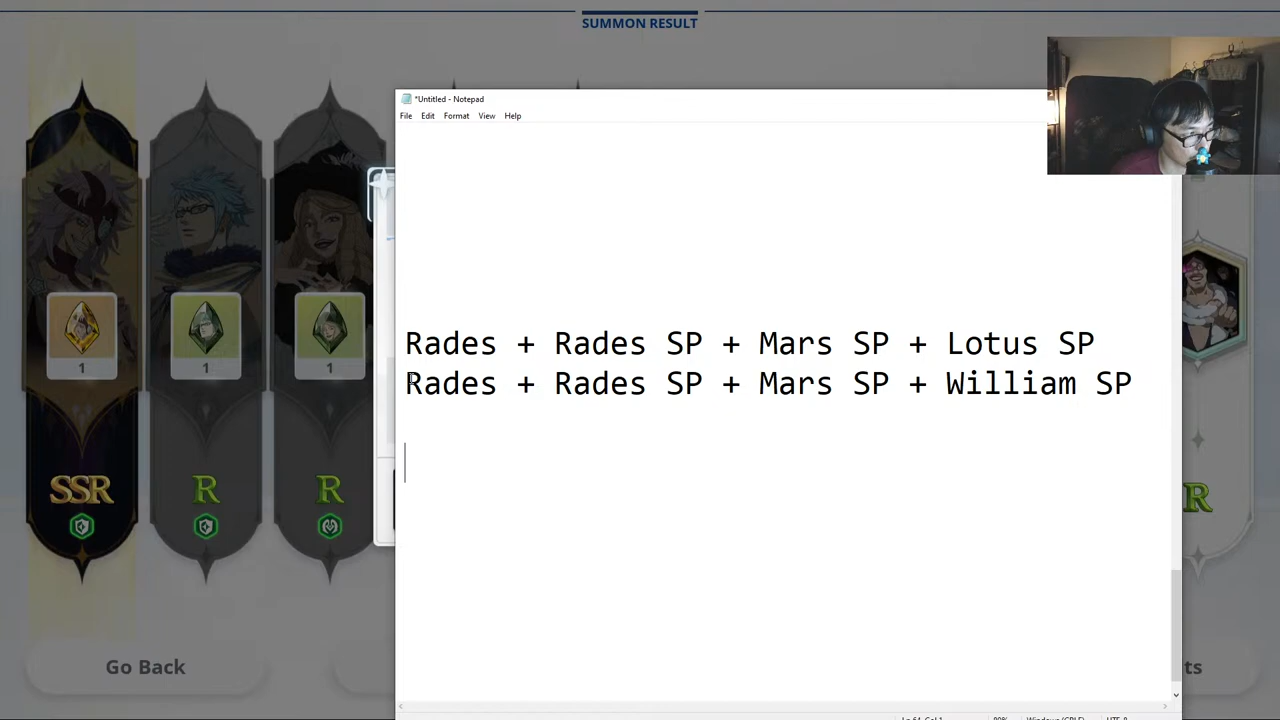 SUMMON RESULT
*Untitled - Notepad
File Edit Format View Help
Rades + Rades SP + Mars SP + Lotus SP
Rades + Rades SP + Mars SP + William SP
1
1
1
SSR
R
R
R
Go Back
ts